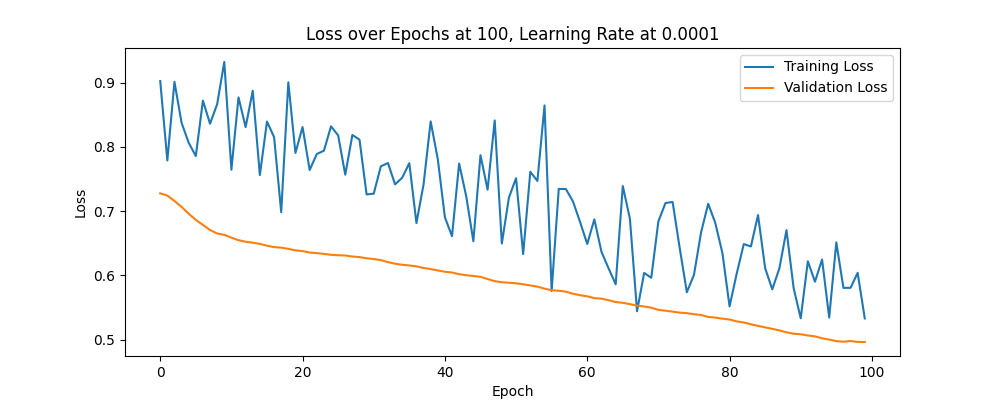 Loss over Epochs at 100, Learning Rate at 0.0001
Training Loss
Validation Loss
0.9
0.8
0.7
0.6
0.5
Loss
0 20 40 60 80 100
Epoch